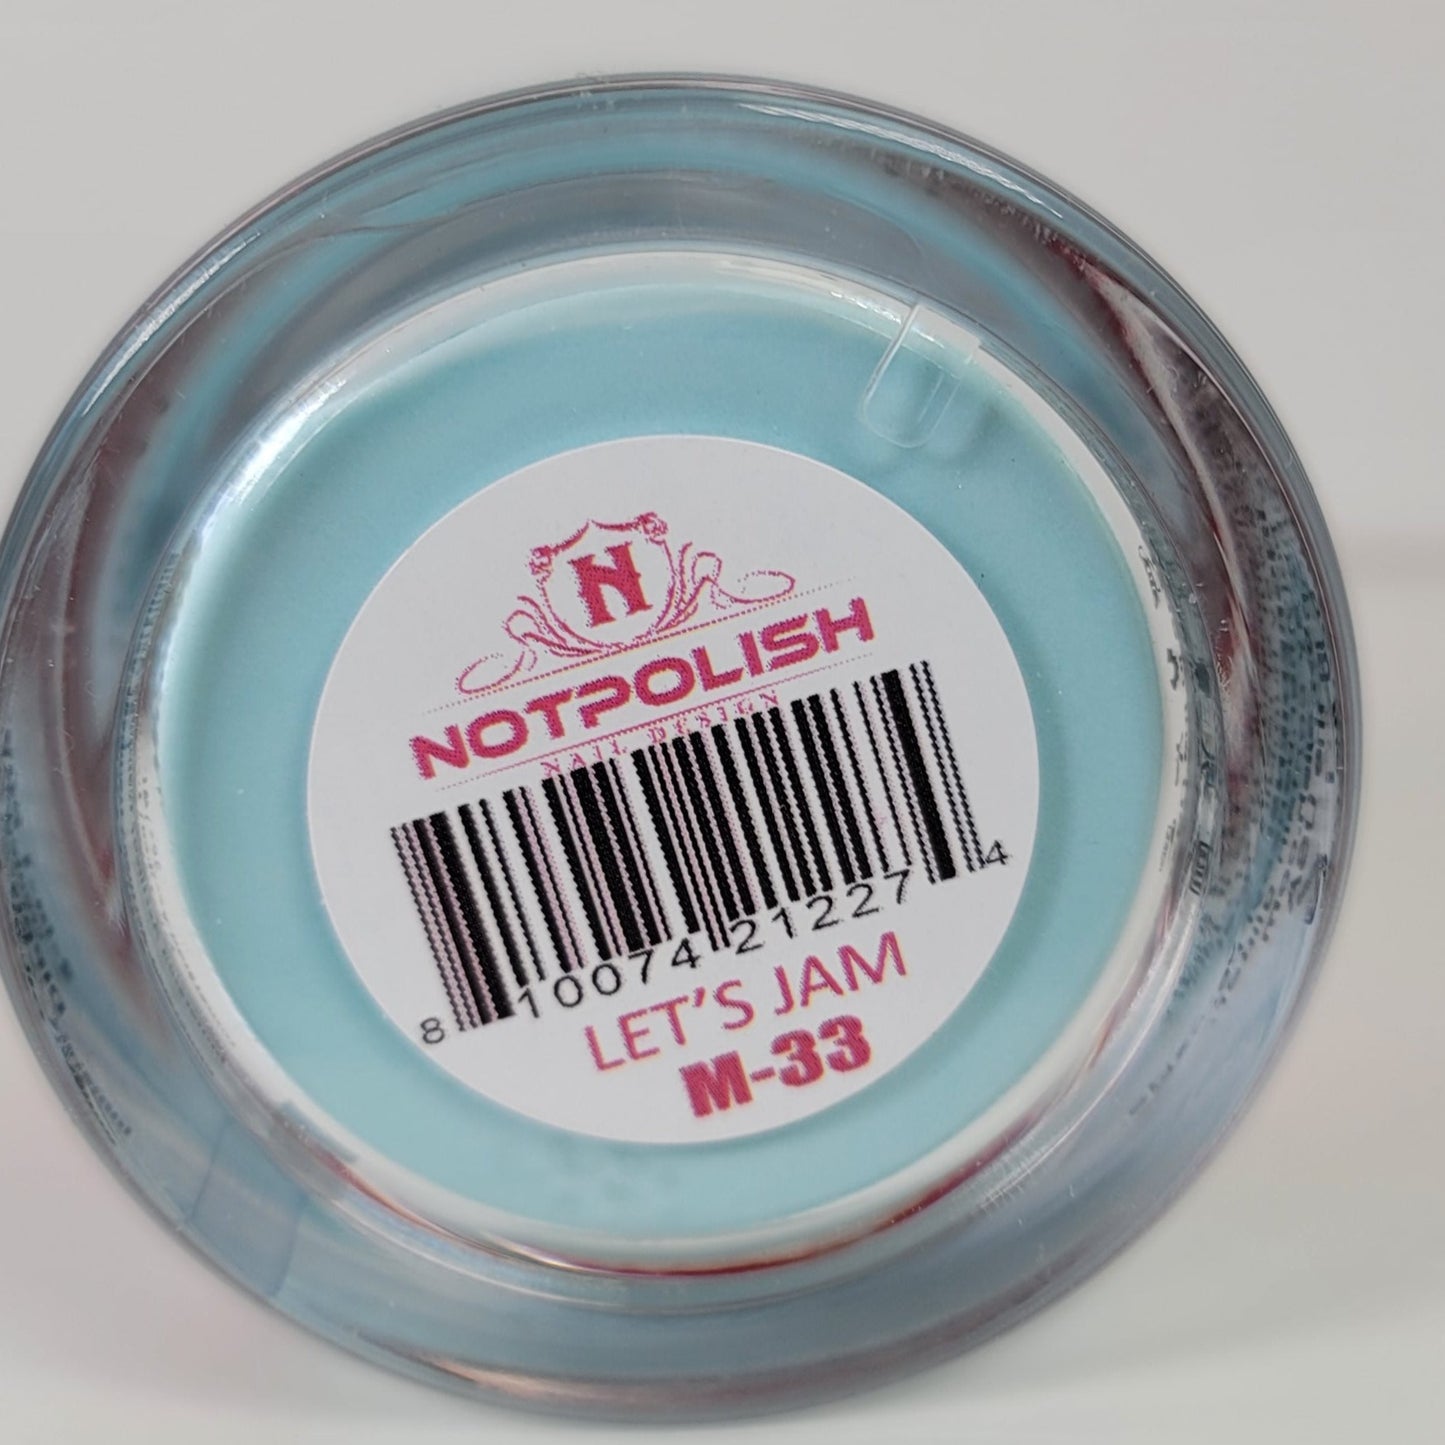 N
NOTPOLISH
NAIL DESIGN
8 10074 21227 4
LET'S JAM
M-33